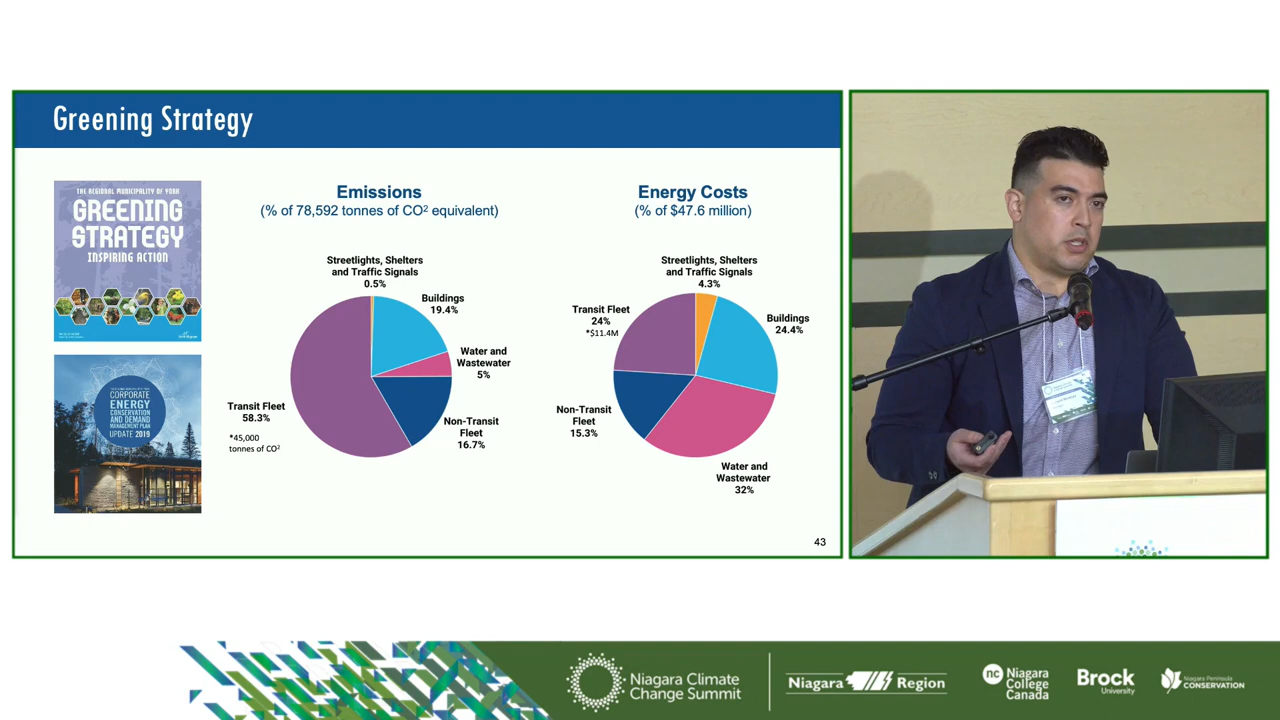 Greening Strategy
THE REGIONAL MUNICIPALITY OF YORK
GREENING
STRATEGY
INSPIRING ACTION
CORPORATE
ENERGY
CONSERVATION
AND DEMAND
MANAGEMENT PLAN
UPDATE 2019
Emissions
(% of 78,592 tonnes of CO² equivalent)
Streetlights, Shelters
and Traffic Signals
0.5%
Buildings
19.4%
Water and
Wastewater
5%
Non-Transit
Fleet
16.7%
Transit Fleet
58.3%
*45,000
tonnes of CO²
Energy Costs
(% of $47.6 million)
Streetlights, Shelters
and Traffic Signals
4.3%
Buildings
24.4%
Water and
Wastewater
32%
Non-Transit
Fleet
15.3%
Transit Fleet
24%
*$11.4M
43
Niagara Climate
Change Summit
Niagara Region
nc
Niagara
College
Canada
Brock
University
Niagara Peninsula
CONSERVATION